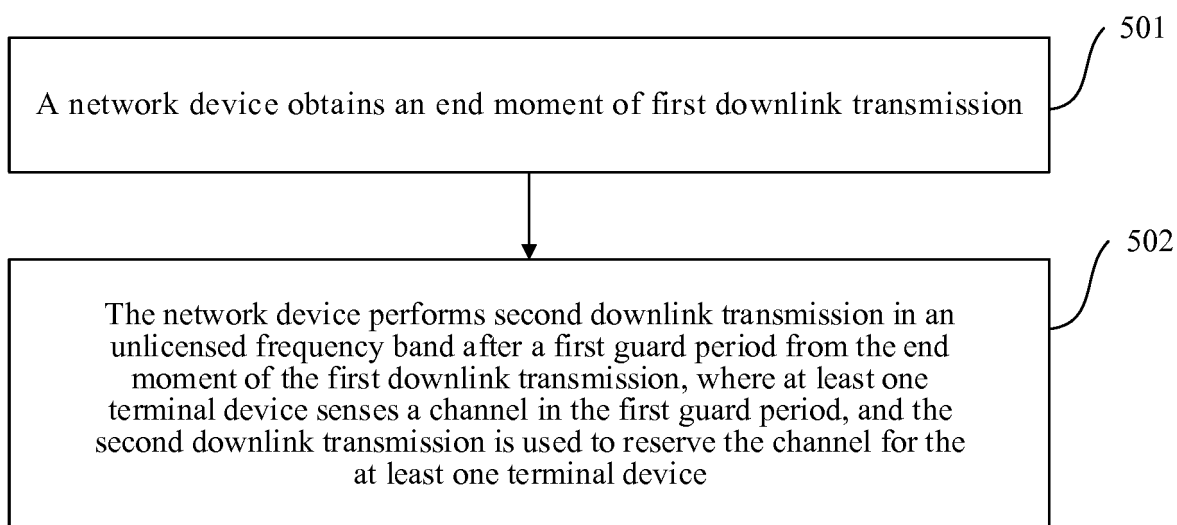 501
A network device obtains an end moment of first downlink transmission
502
The network device performs second downlink transmission in an
unlicensed frequency band after a first guard period from the end
moment of the first downlink transmission, where at least one
terminal device senses a channel in the first guard period, and the
second downlink transmission is used to reserve the channel for the
at least one terminal device